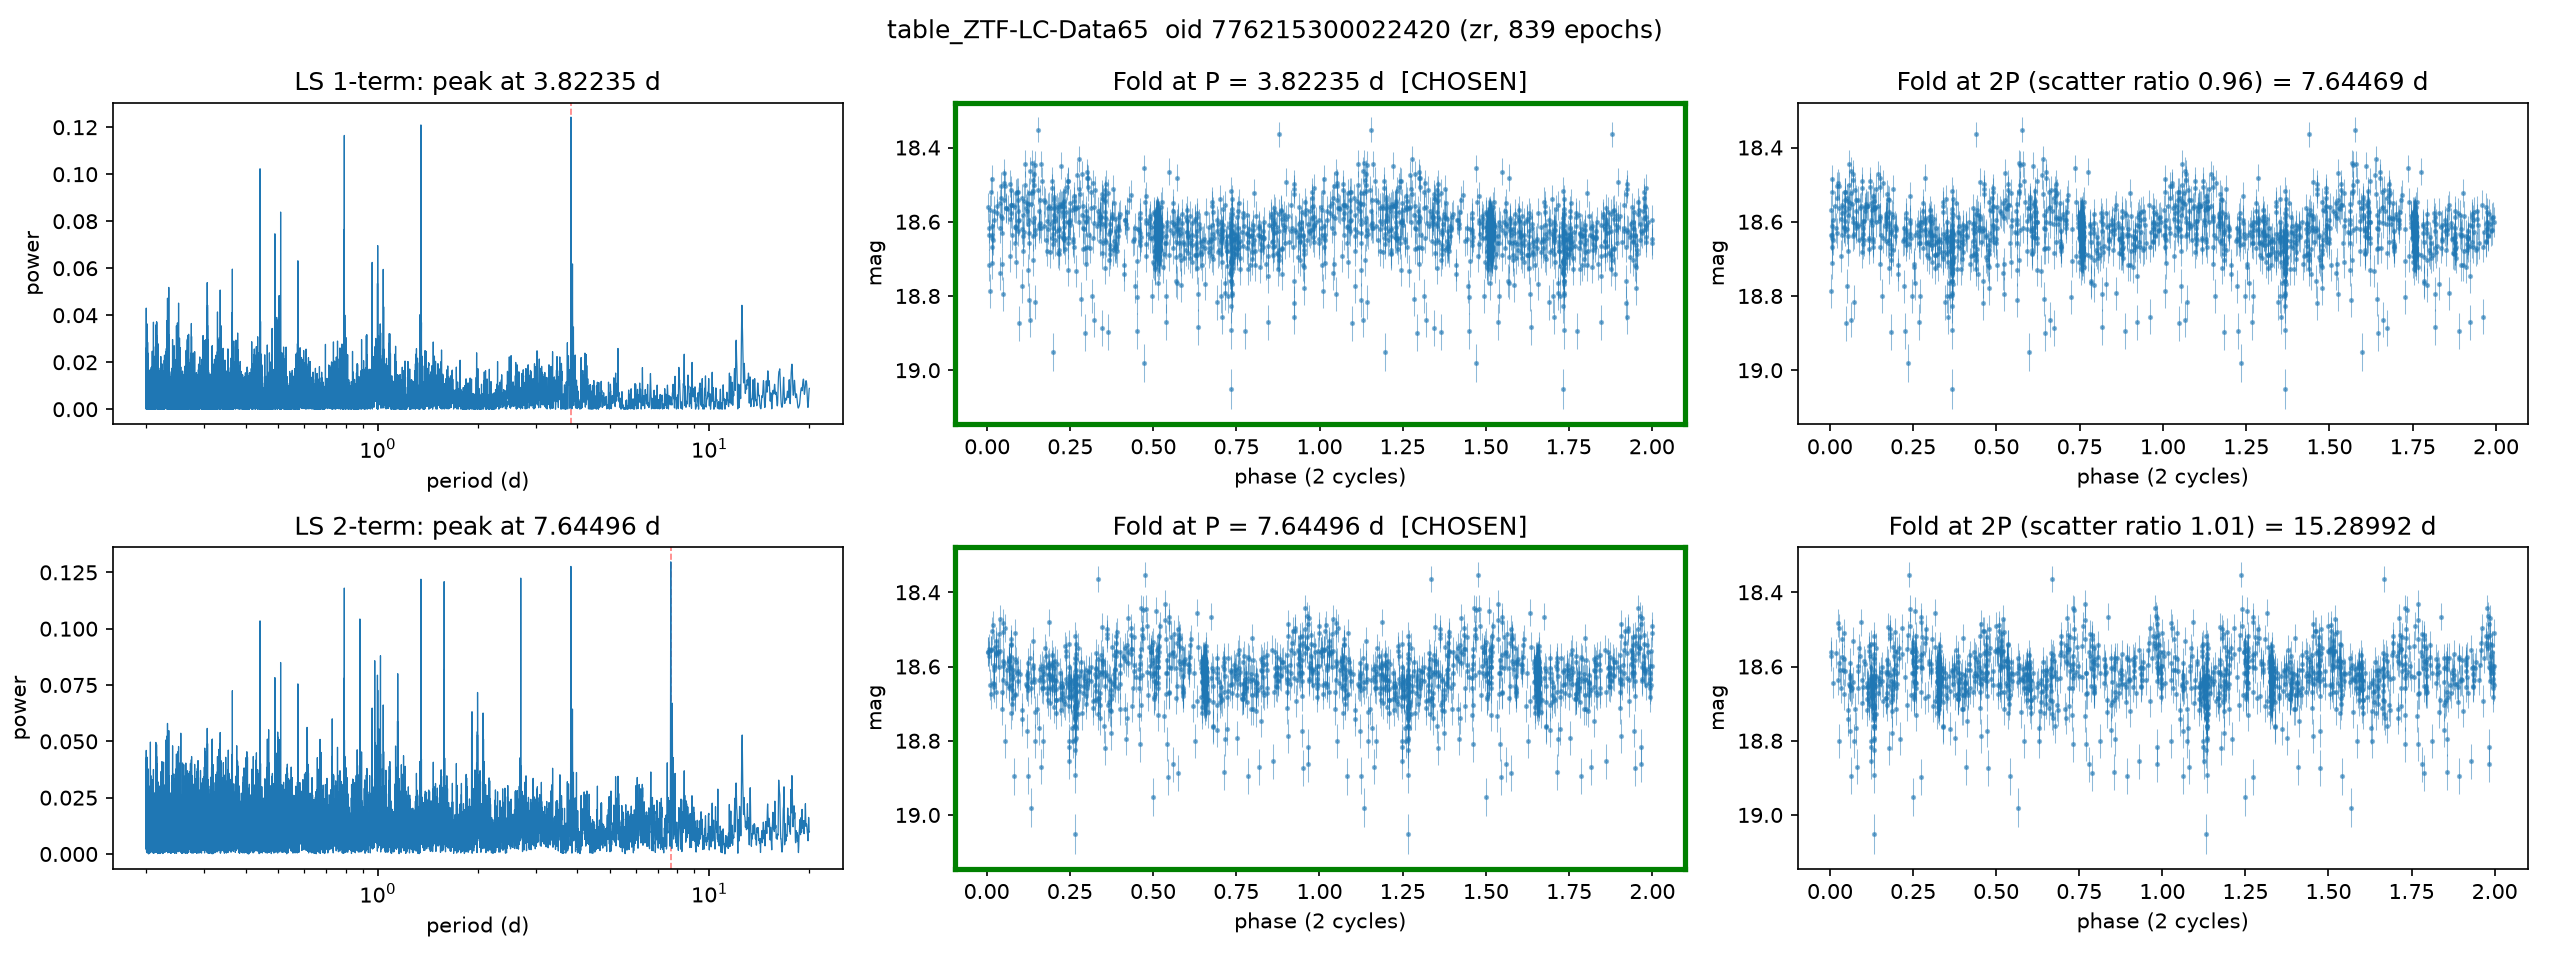 table_ZTF-LC-Data65  oid 776215300022420 (zr, 839 epochs)
LS 1-term: peak at 3.82235 d
0.12
0.10
0.08
0.06
0.04
0.02
0.00
power
10⁰
10¹
period (d)
Fold at P = 3.82235 d  [CHOSEN]
18.4
18.6
18.8
19.0
mag
0.00 0.25 0.50 0.75 1.00 1.25 1.50 1.75 2.00
phase (2 cycles)
Fold at 2P (scatter ratio 0.96) = 7.64469 d
18.4
18.6
18.8
19.0
mag
0.00 0.25 0.50 0.75 1.00 1.25 1.50 1.75 2.00
phase (2 cycles)
LS 2-term: peak at 7.64496 d
0.125
0.100
0.075
0.050
0.025
0.000
power
10⁰
10¹
period (d)
Fold at P = 7.64496 d  [CHOSEN]
18.4
18.6
18.8
19.0
mag
0.00 0.25 0.50 0.75 1.00 1.25 1.50 1.75 2.00
phase (2 cycles)
Fold at 2P (scatter ratio 1.01) = 15.28992 d
18.4
18.6
18.8
19.0
mag
0.00 0.25 0.50 0.75 1.00 1.25 1.50 1.75 2.00
phase (2 cycles)